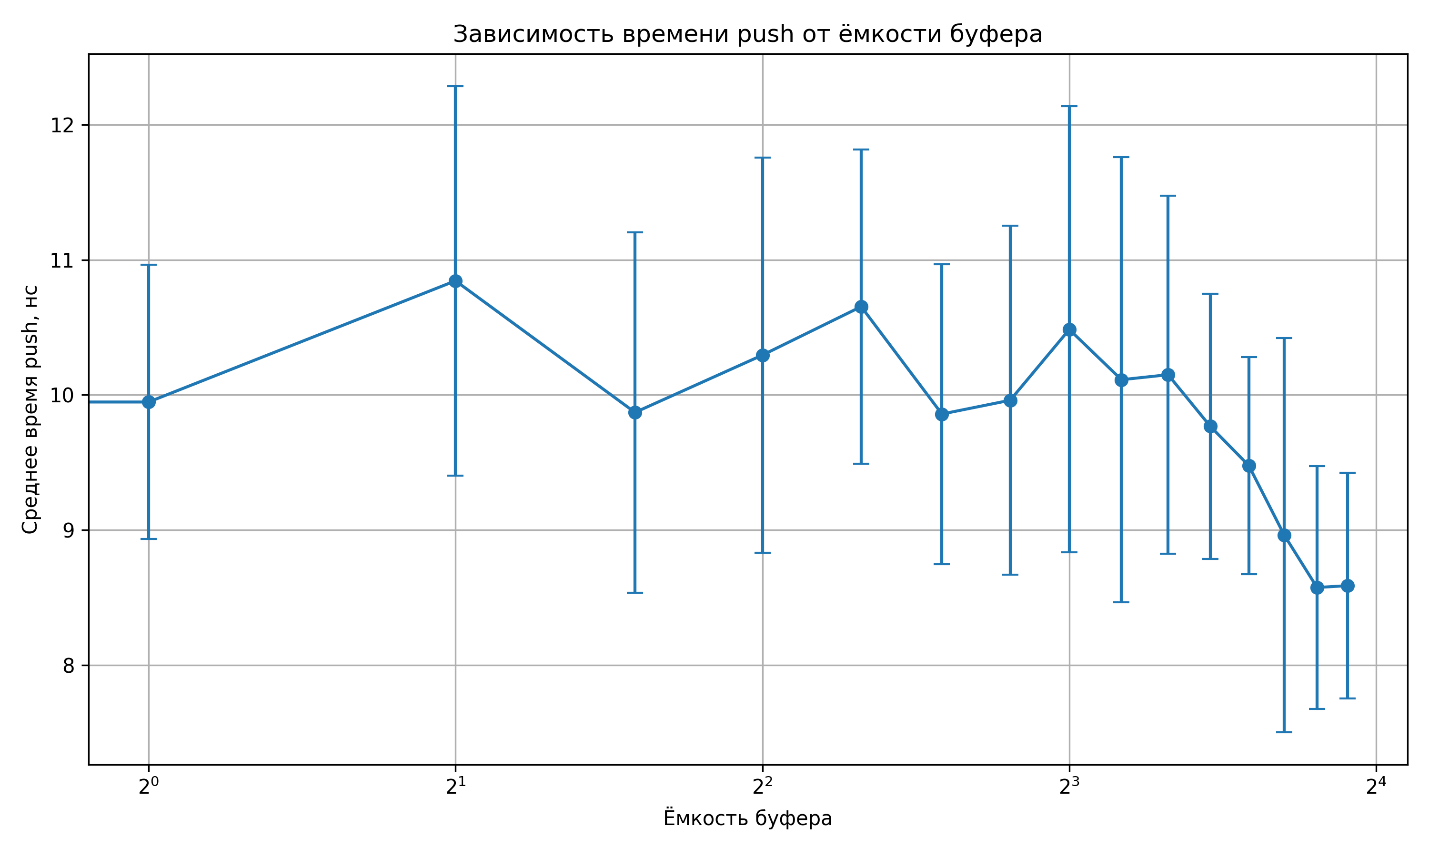 Зависимость времени push от ёмкости буфера
Среднее время push, нс
12
11
10
9
8
2⁰ 2¹ 2² 2³ 2⁴
Ёмкость буфера